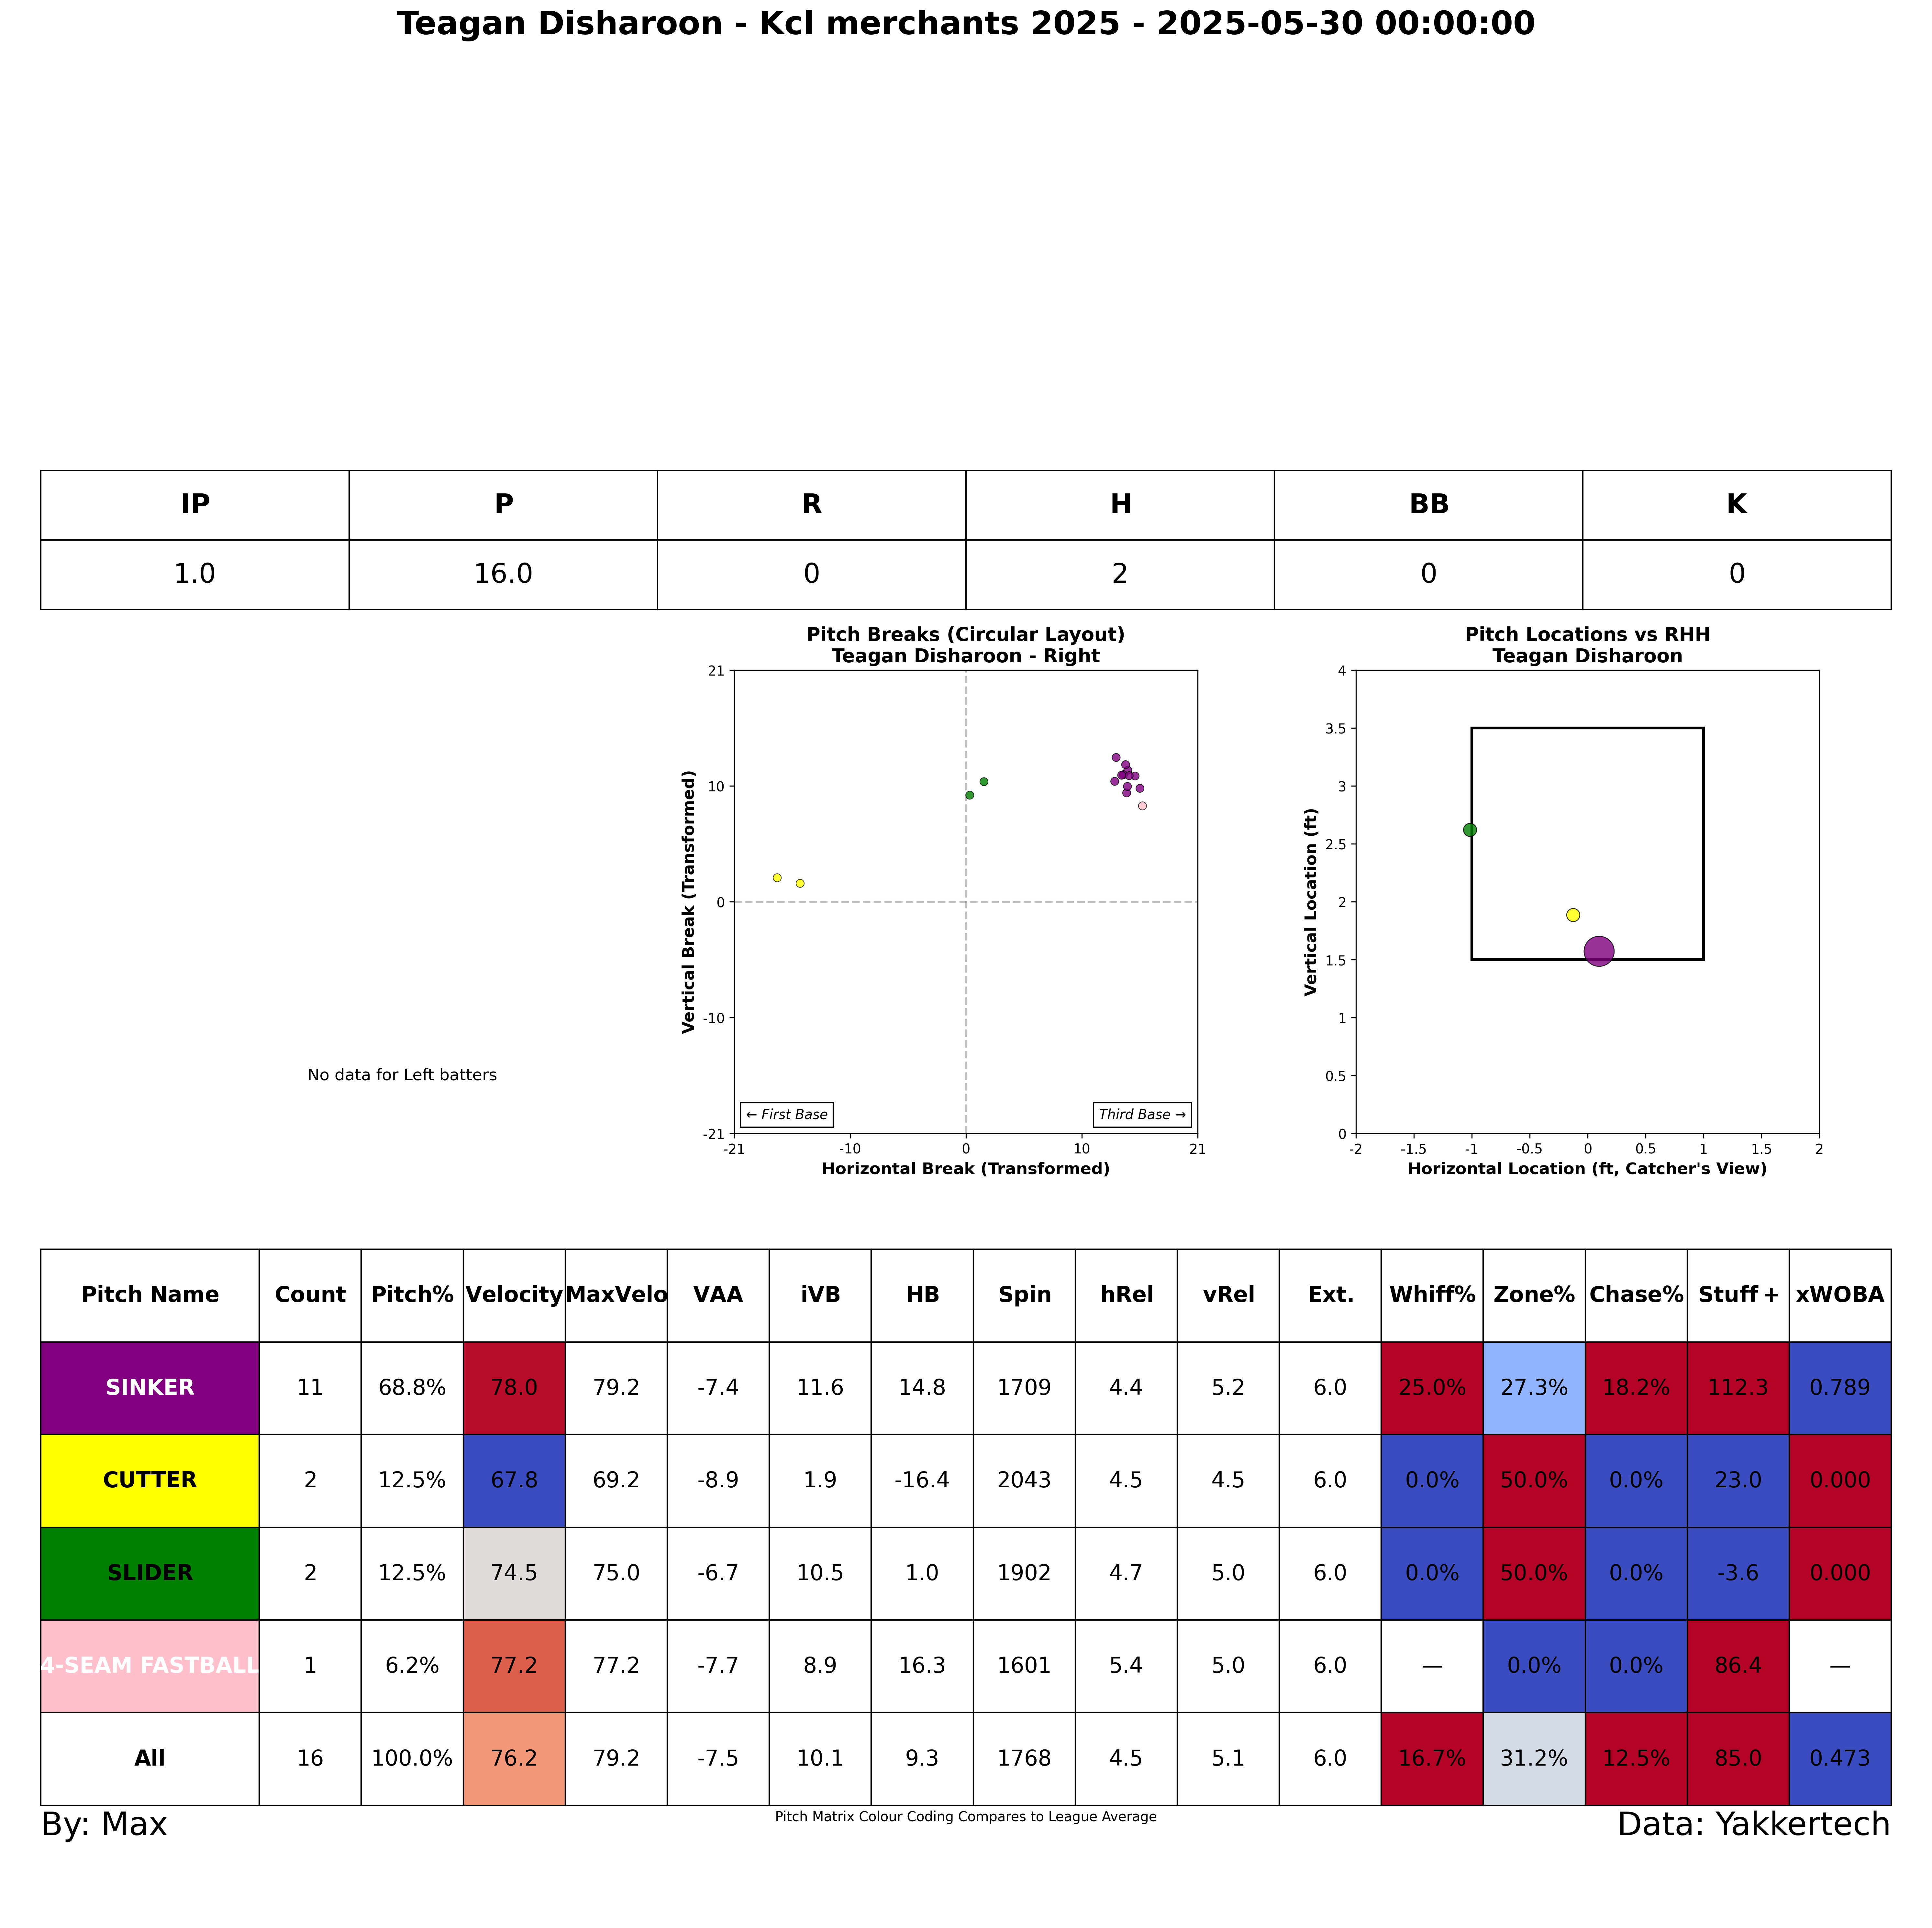 Teagan Disharoon - Kcl merchants 2025 - 2025-05-30 00:00:00
IP P R H BB K
1.0 16.0 0 2 0 0
No data for Left batters
Pitch Breaks (Circular Layout)
Teagan Disharoon - Right
Vertical Break (Transformed)
21
10
0
-10
-21
← First Base
Third Base →
-21 -10 0 10 21
Horizontal Break (Transformed)
Pitch Locations vs RHH
Teagan Disharoon
Vertical Location (ft)
4
3.5
3
2.5
2
1.5
1
0.5
0
-2 -1.5 -1 -0.5 0 0.5 1 1.5 2
Horizontal Location (ft, Catcher's View)
Pitch Name Count Pitch% Velocity MaxVelo VAA iVB HB Spin hRel vRel Ext. Whiff% Zone% Chase% Stuff+ xWOBA
SINKER 11 68.8% 78.0 79.2 -7.4 11.6 14.8 1709 4.4 5.2 6.0 25.0% 27.3% 18.2% 112.3 0.789
CUTTER 2 12.5% 67.8 69.2 -8.9 1.9 -16.4 2043 4.5 4.5 6.0 0.0% 50.0% 0.0% 23.0 0.000
SLIDER 2 12.5% 74.5 75.0 -6.7 10.5 1.0 1902 4.7 5.0 6.0 0.0% 50.0% 0.0% -3.6 0.000
4-SEAM FASTBALL 1 6.2% 77.2 77.2 -7.7 8.9 16.3 1601 5.4 5.0 6.0 — 0.0% 0.0% 86.4 —
All 16 100.0% 76.2 79.2 -7.5 10.1 9.3 1768 4.5 5.1 6.0 16.7% 31.2% 12.5% 85.0 0.473
By: Max
Pitch Matrix Colour Coding Compares to League Average
Data: Yakkertech